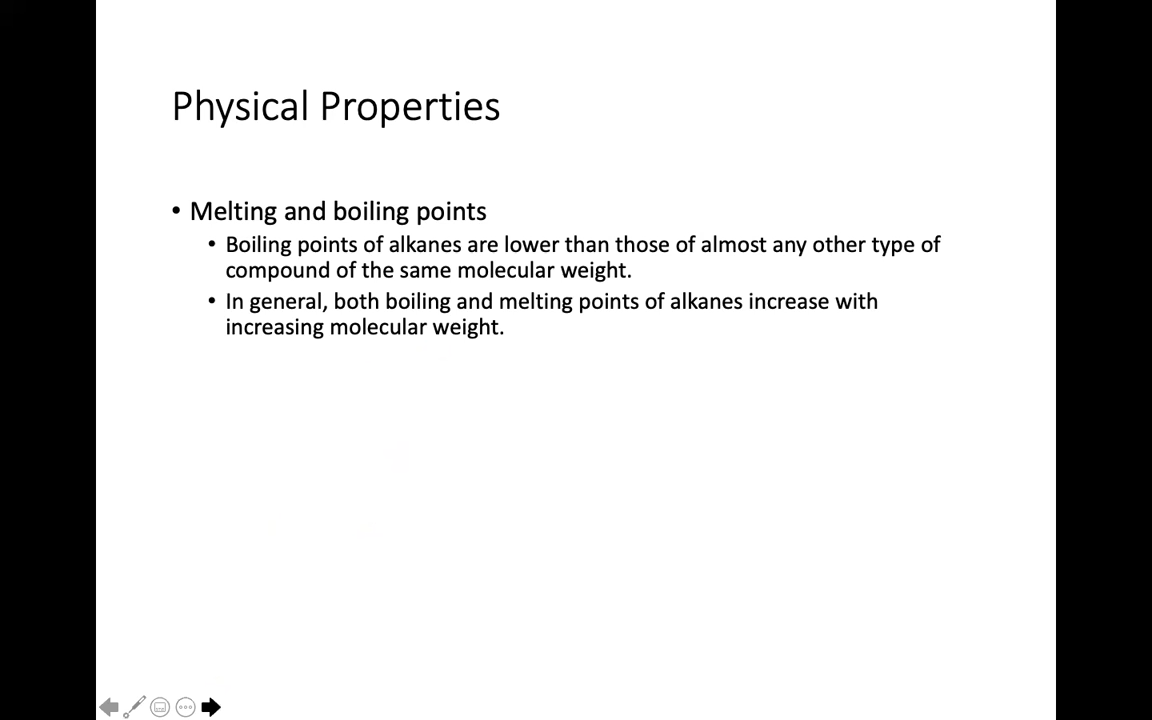 Physical Properties
• Melting and boiling points
• Boiling points of alkanes are lower than those of almost any other type of
compound of the same molecular weight.
• In general, both boiling and melting points of alkanes increase with
increasing molecular weight.